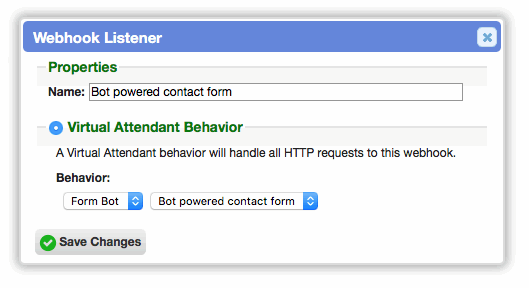 Webhook Listener
Properties
Name: Bot powered contact form
Virtual Attendant Behavior
A Virtual Attendant behavior will handle all HTTP requests to this webhook.
Behavior:
Form Bot Bot powered contact form
Save Changes